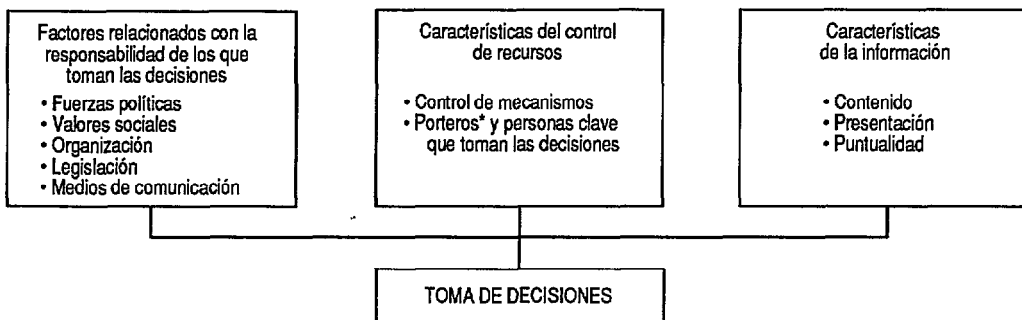 Factores relacionados con la
responsabilidad de los que
toman las decisiones
• Fuerzas políticas
• Valores sociales
• Organización
• Legislación
• Medios de comunicación
Características del control
de recursos
• Control de mecanismos
• Porteros* y personas clave
que toman las decisiones
Características
de la información
• Contenido
• Presentación
• Puntualidad
TOMA DE DECISIONES